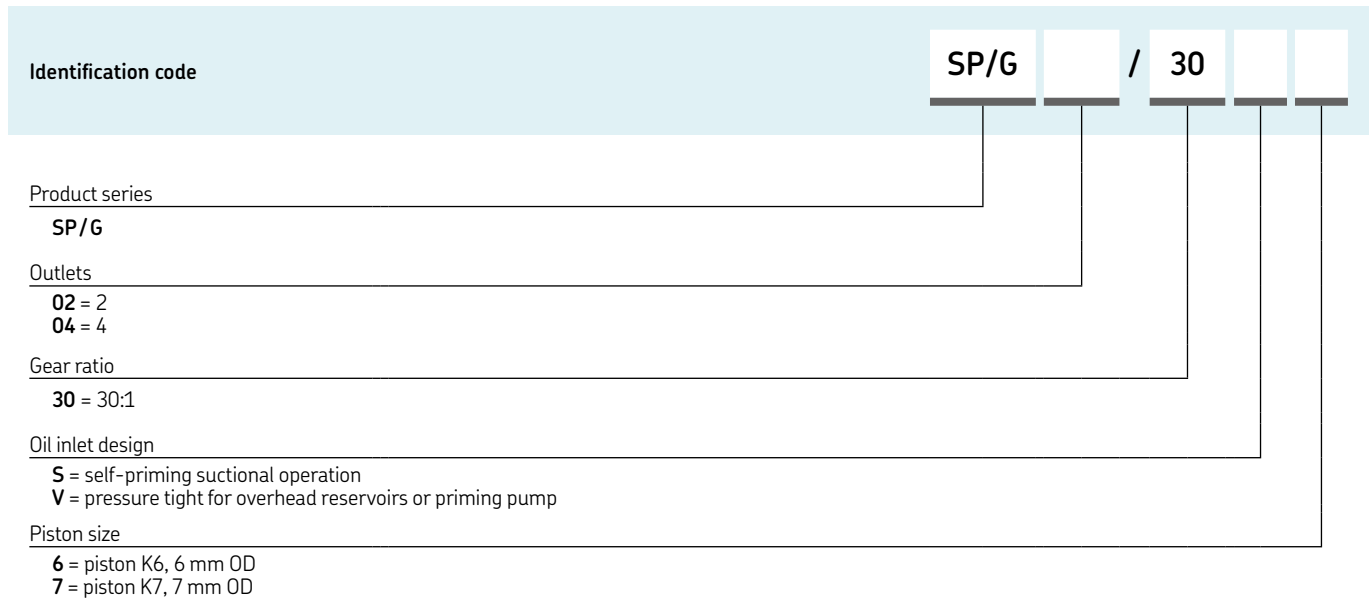 Identification code SP/G / 30
Product series
SP/G
Outlets
02 = 2
04 = 4
Gear ratio
30 = 30:1
Oil inlet design
S = self-priming suctional operation
V = pressure tight for overhead reservoirs or priming pump
Piston size
6 = piston K6, 6 mm OD
7 = piston K7, 7 mm OD